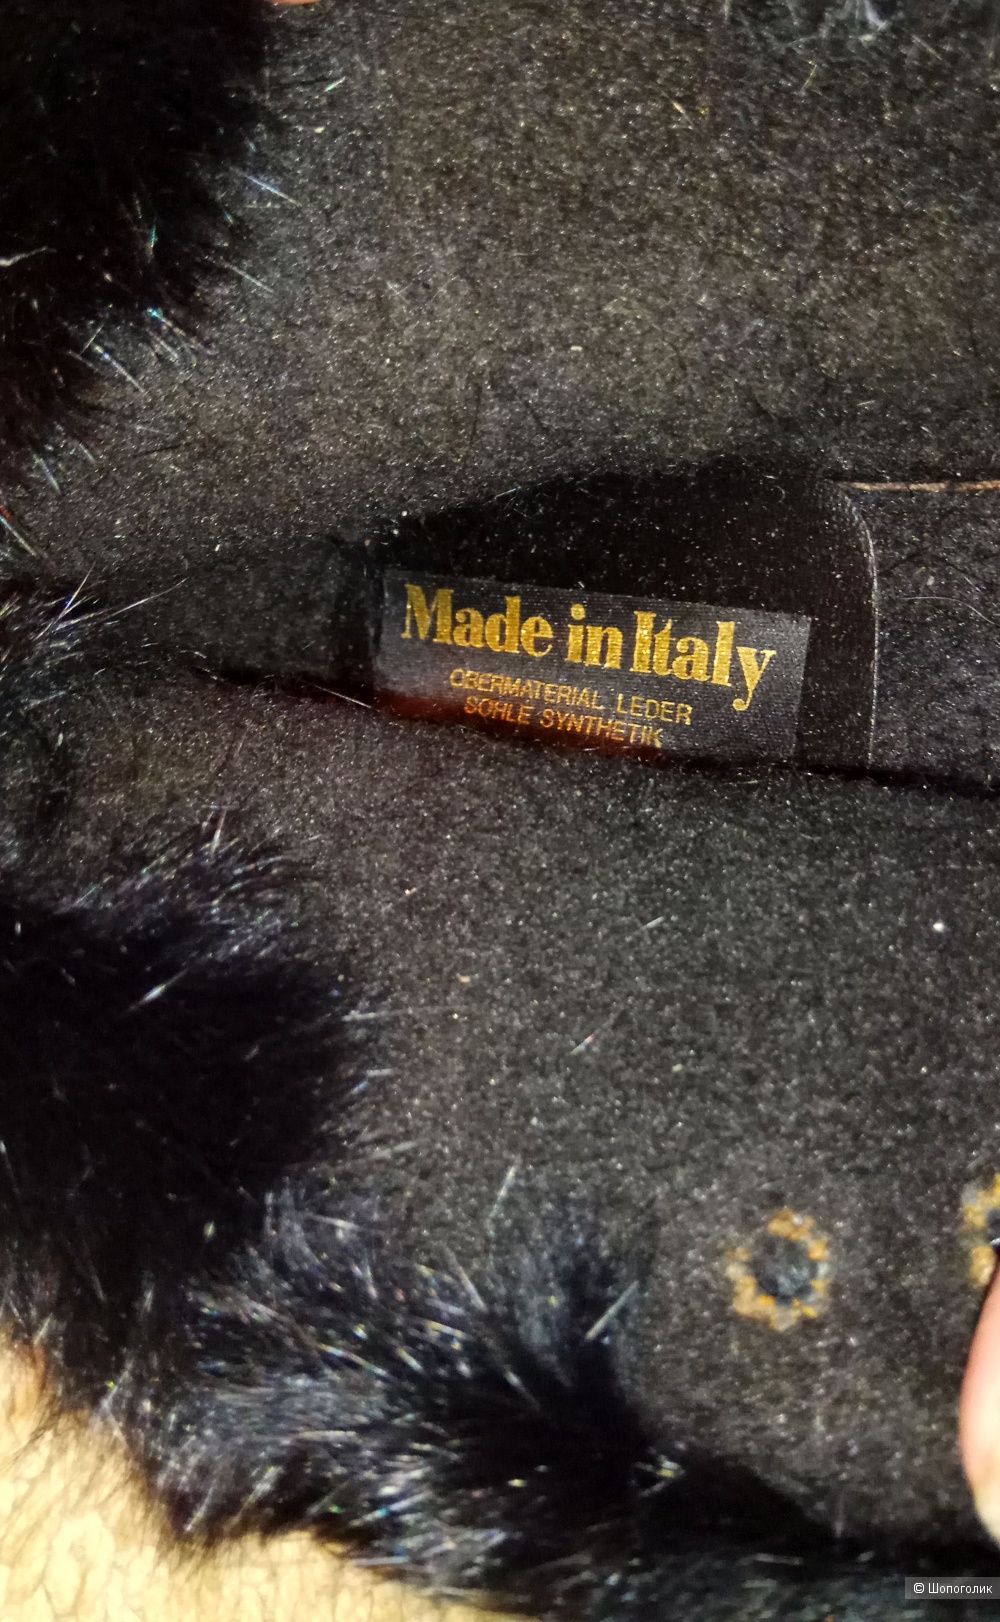 Made in Italy
OBERMATERIAL LEDER
SOHLE SYNTHETIK
© Шопоголик